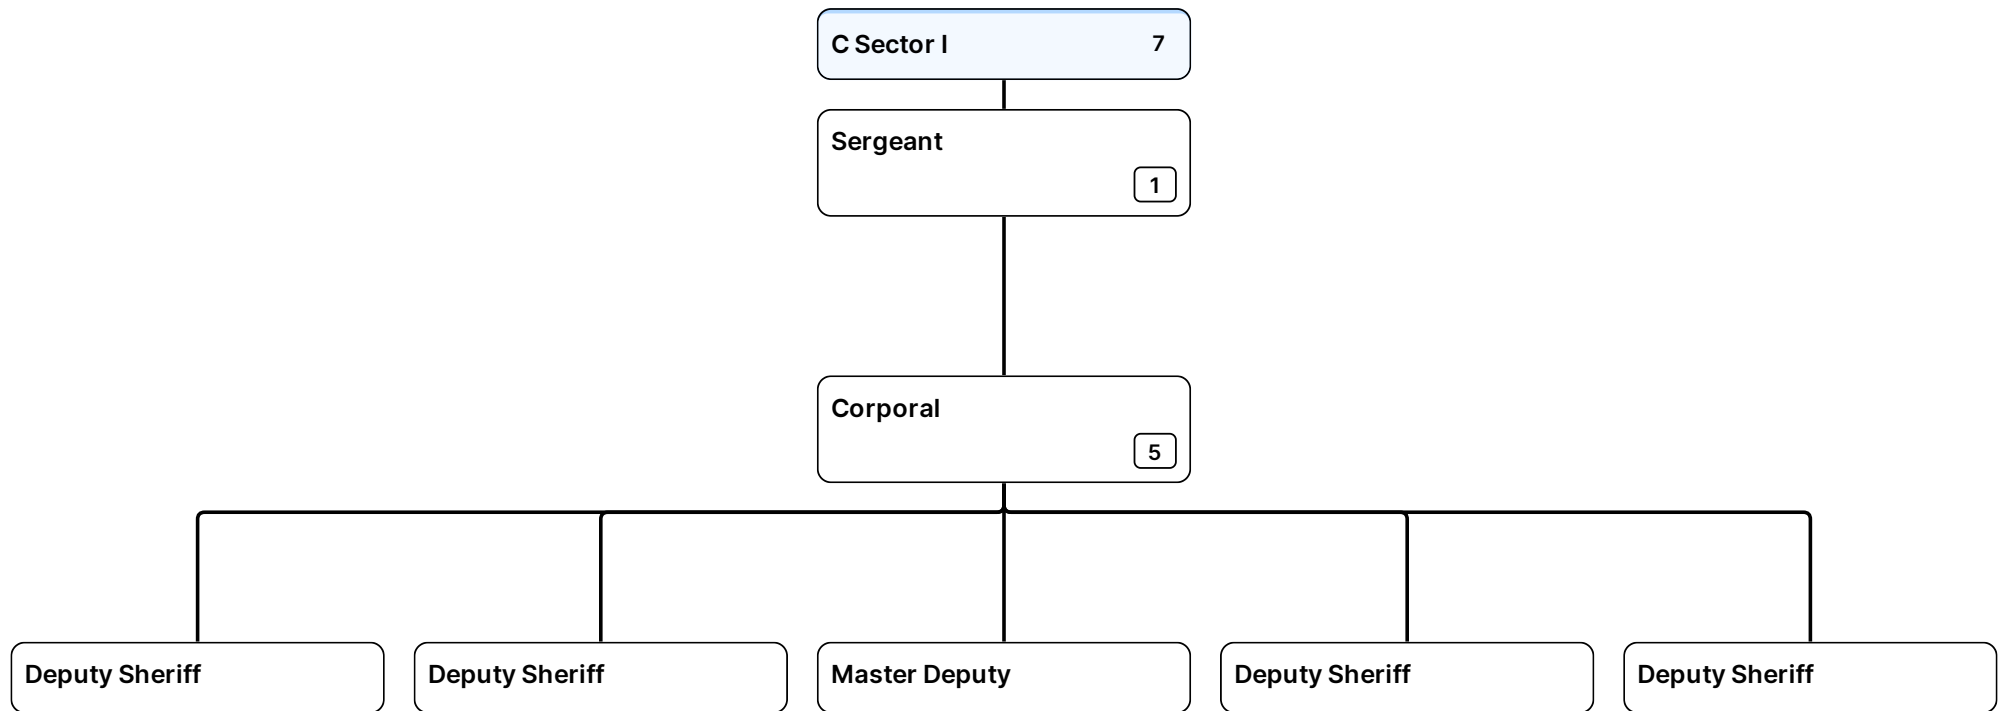 C Sector I 7
Sergeant
1
Corporal
5
Deputy Sheriff
Deputy Sheriff
Master Deputy
Deputy Sheriff
Deputy Sheriff